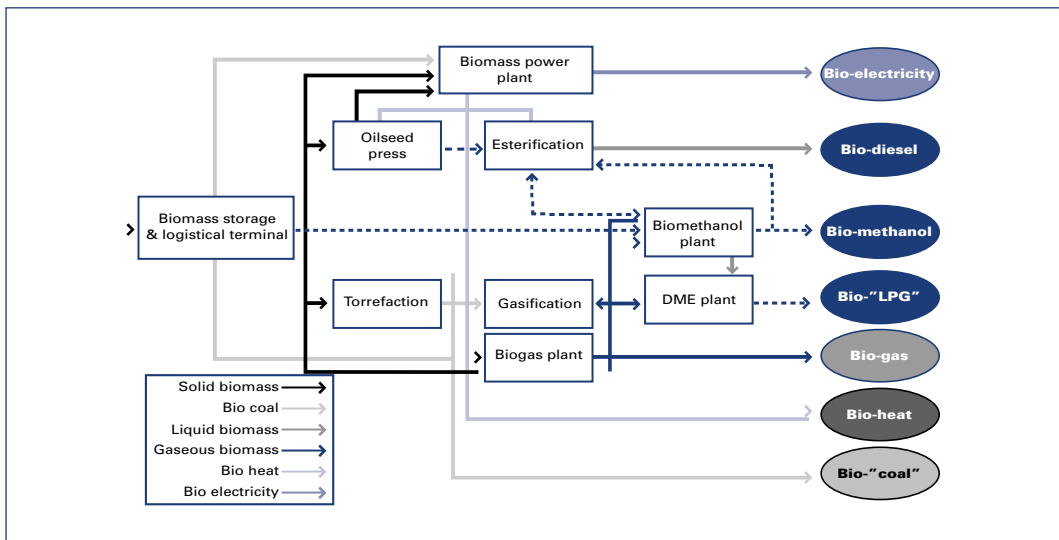 Biomass power
plant
Bio-electricity
Oilseed
press
Esterification
Bio-diesel
Biomass storage
& logistical terminal
Biomethanol
plant
Bio-methanol
Torrefaction
Gasification
DME plant
Bio-”LPG”
Biogas plant
Bio-gas
Solid biomass
Bio coal
Liquid biomass
Gaseous biomass
Bio heat
Bio electricity
Bio-heat
Bio-”coal”